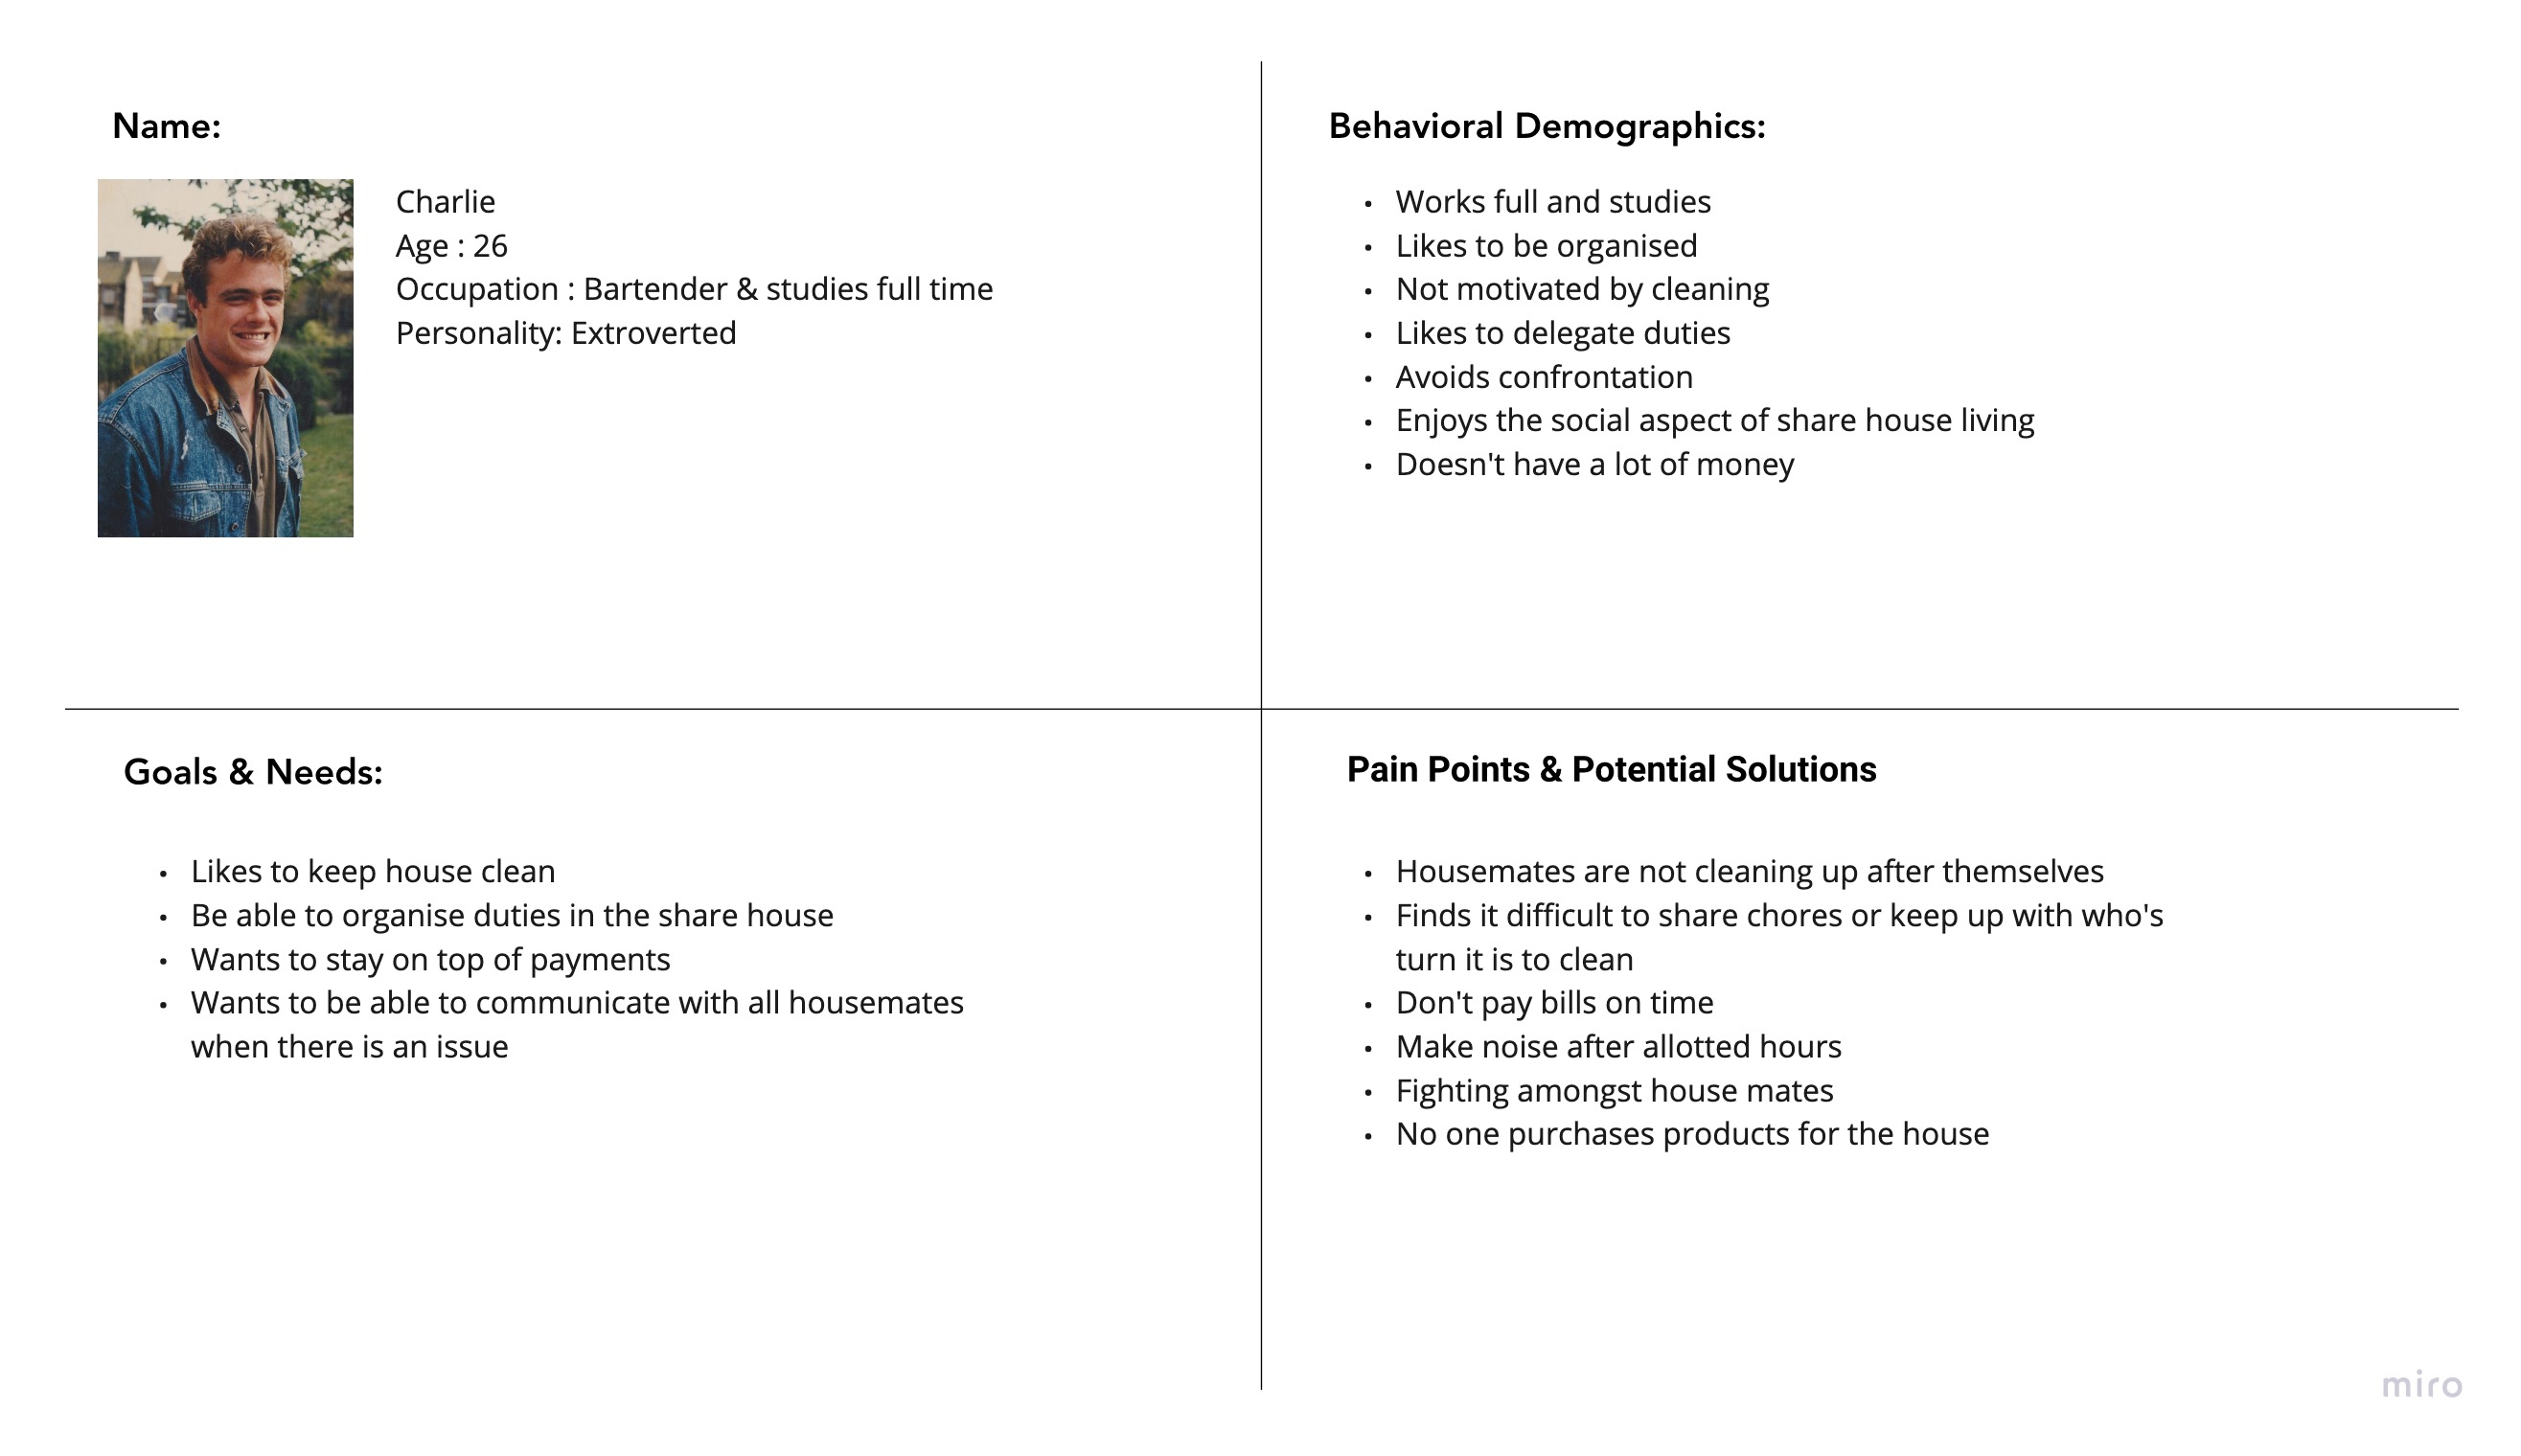 Name:
Charlie
Age : 26
Occupation : Bartender & studies full time
Personality: Extroverted
Behavioral Demographics:
• Works full and studies
• Likes to be organised
• Not motivated by cleaning
• Likes to delegate duties
• Avoids confrontation
• Enjoys the social aspect of share house living
• Doesn't have a lot of money
Goals & Needs:
• Likes to keep house clean
• Be able to organise duties in the share house
• Wants to stay on top of payments
• Wants to be able to communicate with all housemates
when there is an issue
Pain Points & Potential Solutions
• Housemates are not cleaning up after themselves
• Finds it difficult to share chores or keep up with who's
turn it is to clean
• Don't pay bills on time
• Make noise after allotted hours
• Fighting amongst house mates
• No one purchases products for the house
miro